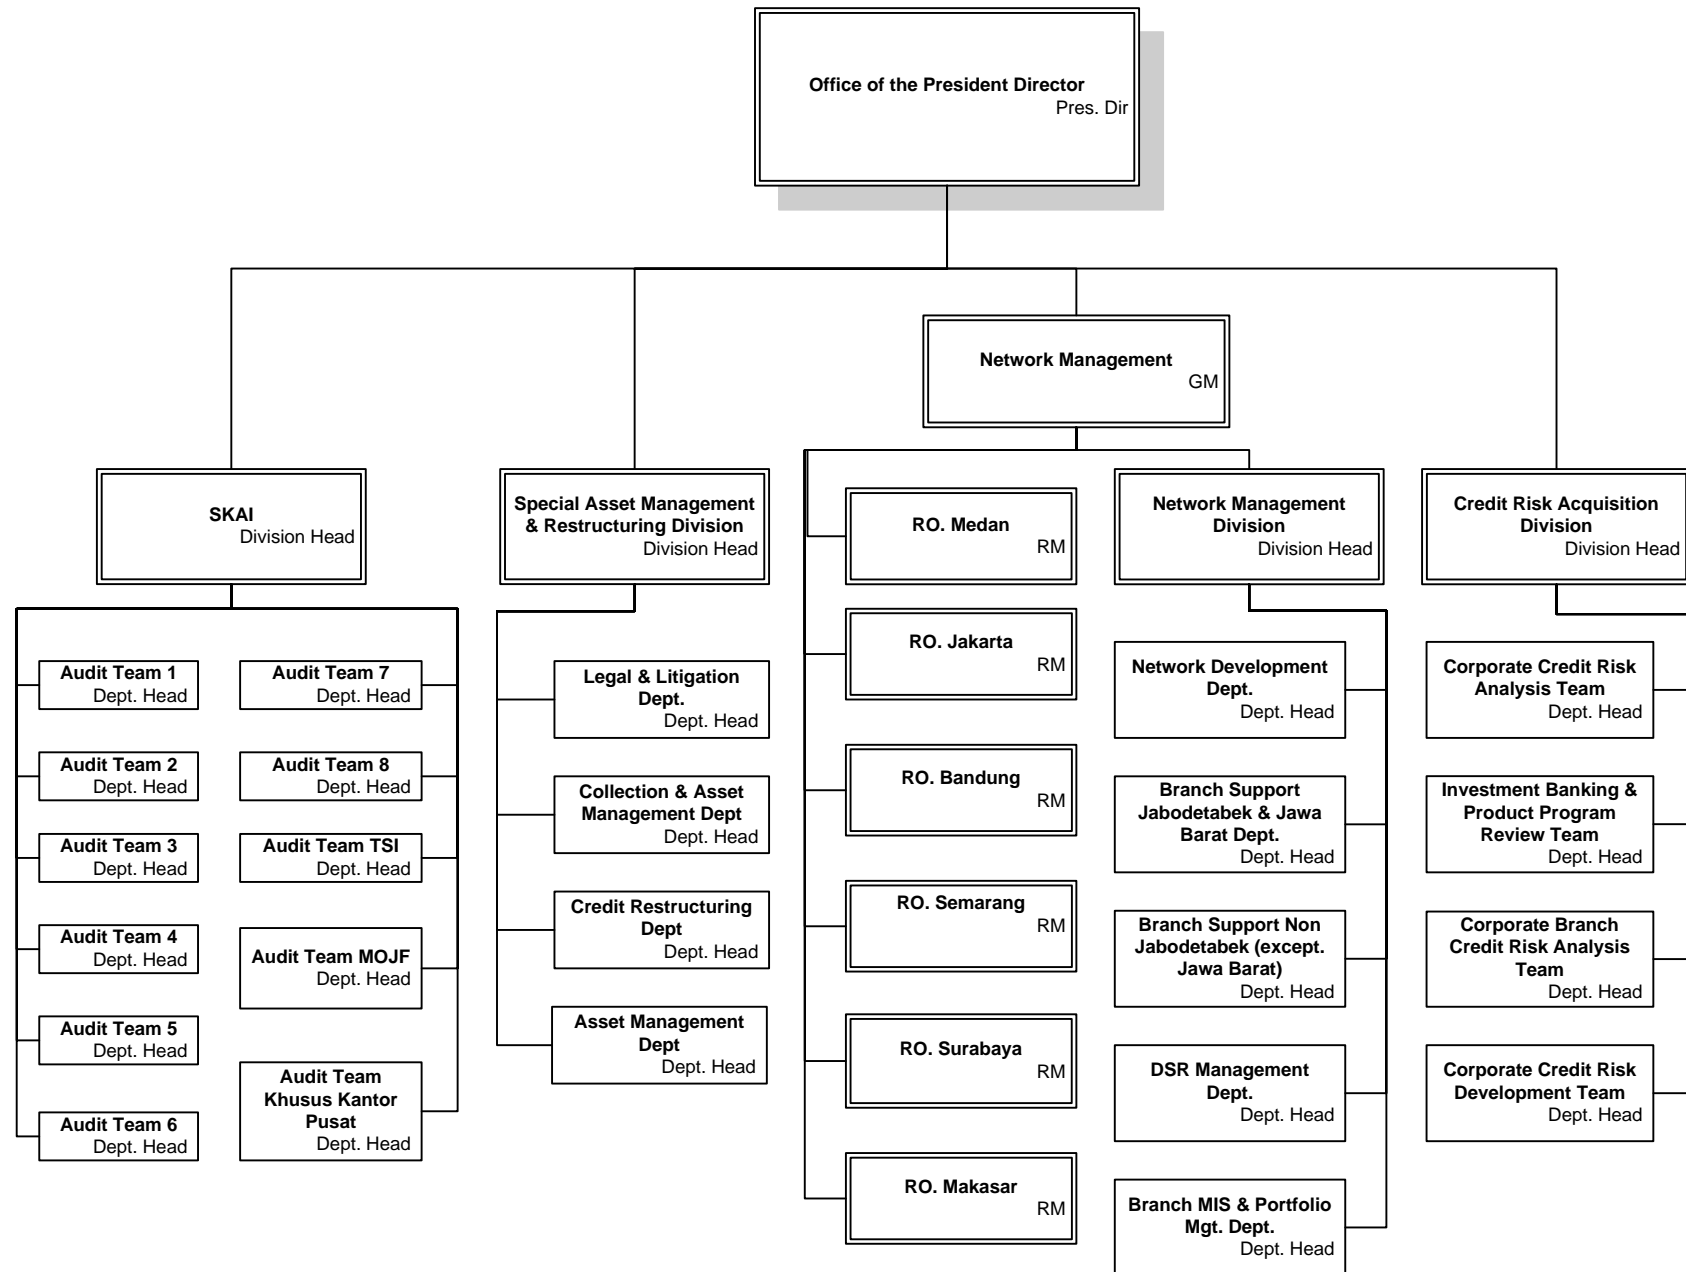 Office of the President Director
Pres. Dir
Network Management
GM
SKAI
Division Head
Special Asset Management
& Restructuring Division
Division Head
RO. Medan
RM
Network Management
Division
Division Head
Credit Risk Acquisition
Division
Division Head
Audit Team 1
Dept. Head
Audit Team 2
Dept. Head
Audit Team 3
Dept. Head
Audit Team 4
Dept. Head
Audit Team 5
Dept. Head
Audit Team 6
Dept. Head
Audit Team 7
Dept. Head
Audit Team 8
Dept. Head
Audit Team TSI
Dept. Head
Audit Team MOJF
Dept. Head
Audit Team
Khusus Kantor
Pusat
Dept. Head
Legal & Litigation
Dept.
Dept. Head
Collection & Asset
Management Dept
Dept. Head
Credit Restructuring
Dept
Dept. Head
Asset Management
Dept
Dept. Head
RO. Jakarta
RM
RO. Bandung
RM
RO. Semarang
RM
RO. Surabaya
RM
RO. Makasar
RM
Network Development
Dept.
Dept. Head
Branch Support
Jabodetabek & Jawa
Barat Dept.
Dept. Head
Branch Support Non
Jabodetabek (except.
Jawa Barat)
Dept. Head
DSR Management
Dept.
Dept. Head
Branch MIS & Portfolio
Mgt. Dept.
Dept. Head
Corporate Credit Risk
Analysis Team
Dept. Head
Investment Banking &
Product Program
Review Team
Dept. Head
Corporate Branch
Credit Risk Analysis
Team
Dept. Head
Corporate Credit Risk
Development Team
Dept. Head